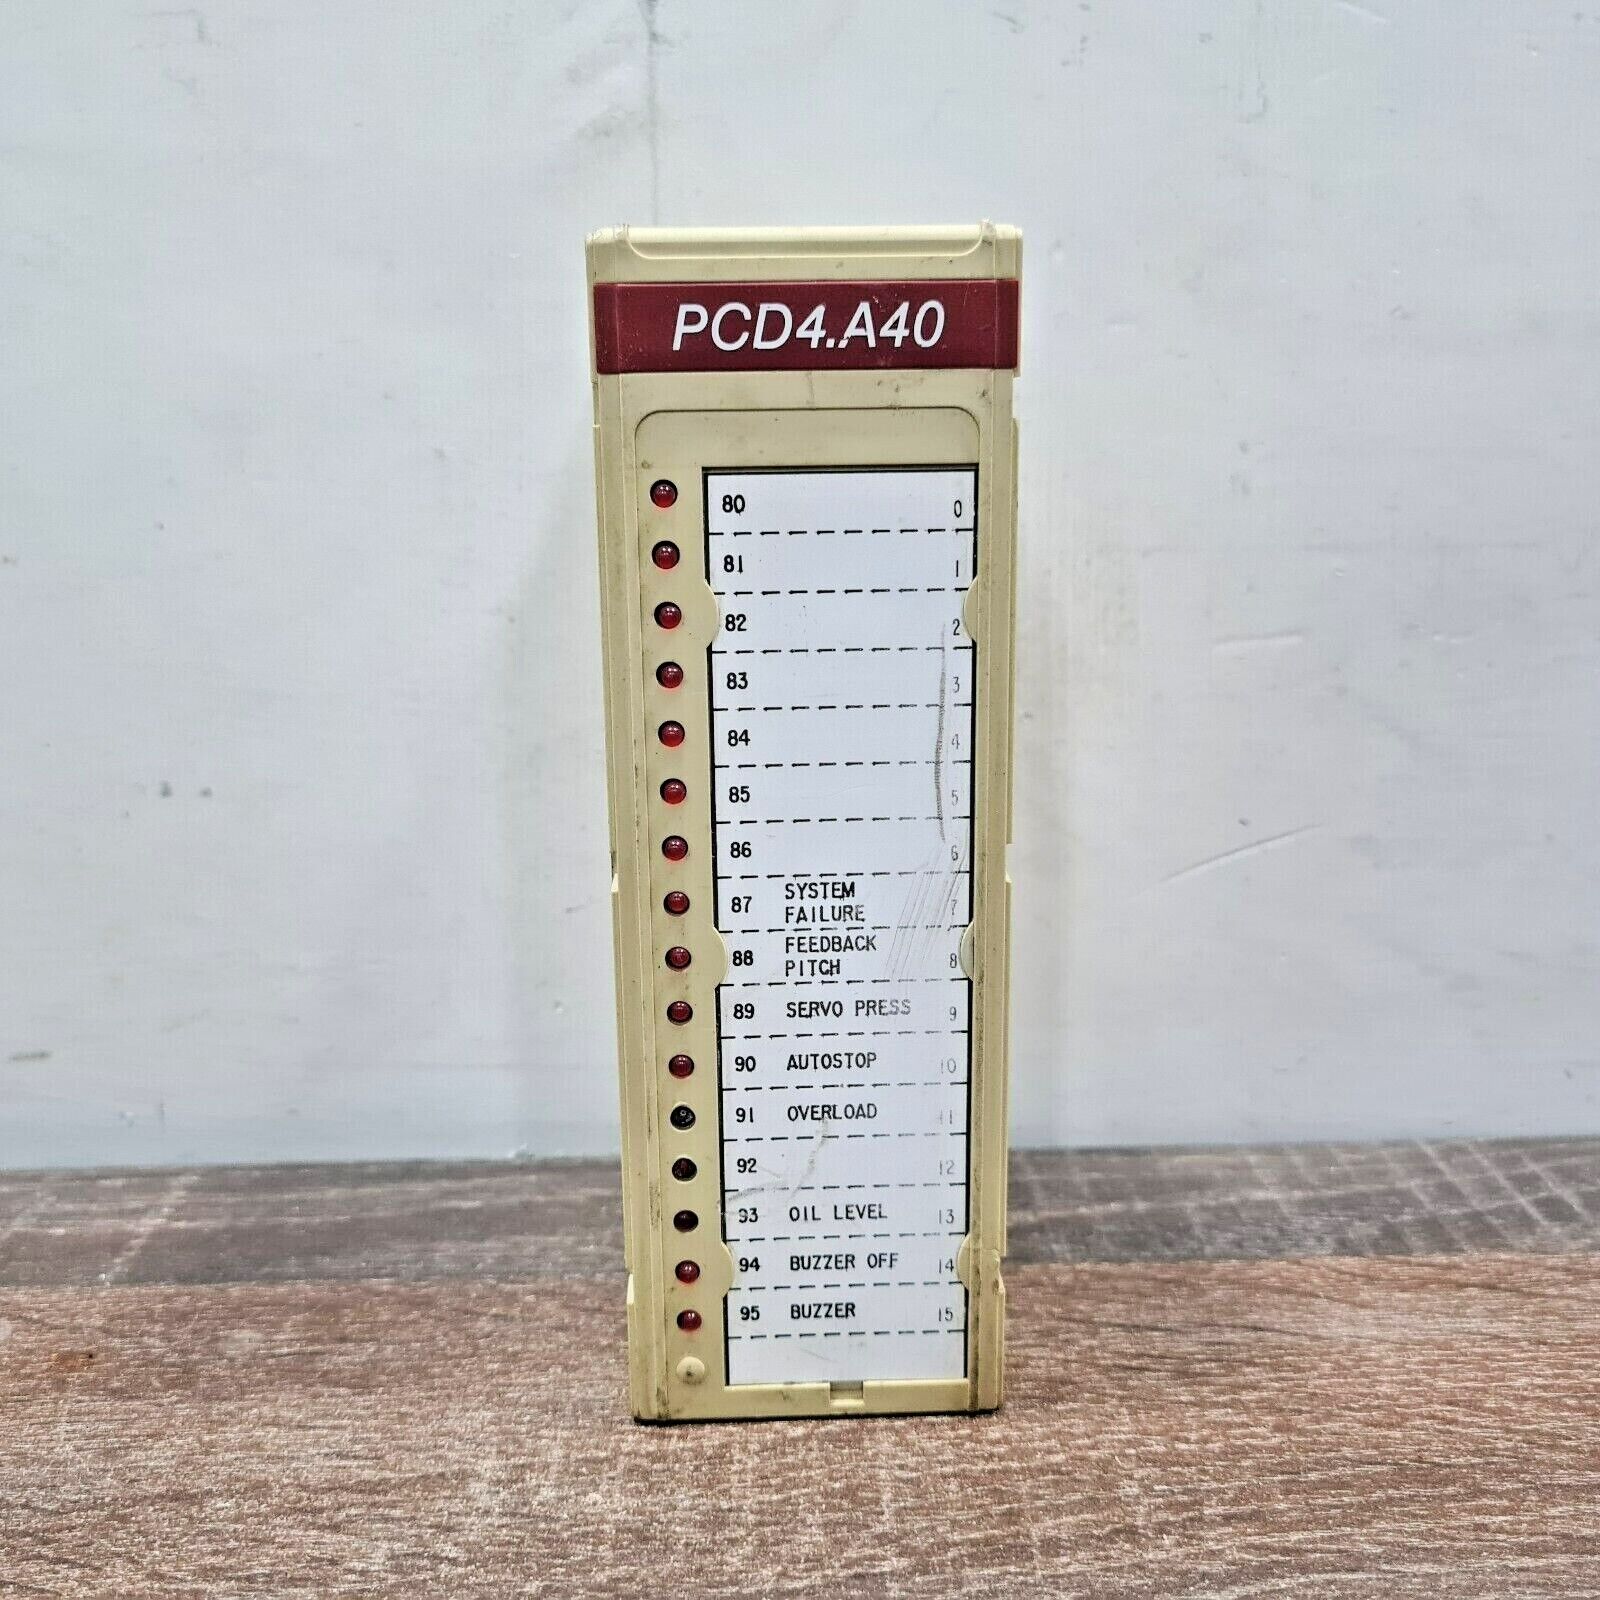 PCD4.A40
80 0
81 1
82 2
83 3
84 4
85 5
86 6
87 SYSTEM FAILURE 7
88 FEEDBACK PITCH 8
89 SERVO PRESS 9
90 AUTOSTOP 10
91 OVERLOAD 11
92 12
93 OIL LEVEL 13
94 BUZZER OFF 14
95 BUZZER 15